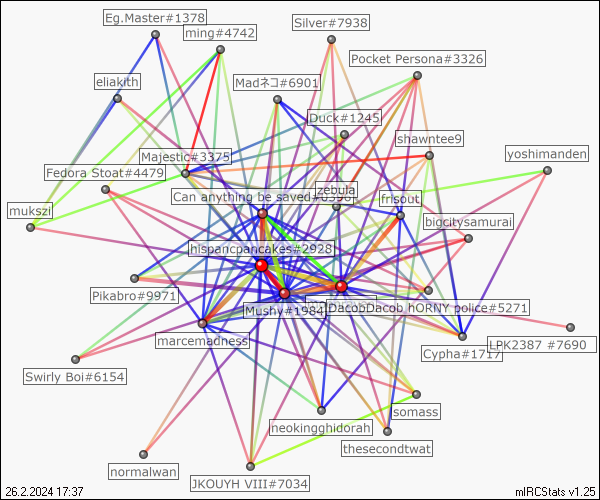 Eg.Master#1378
Silver#7938
ming#4742
Pocket Persona#3326
eliakith
Madネコ#6901
Duck#1245
shawntee9
Majestic#3375
yoshimanden
Fedora Stoat#4479
zebula
Can anything be saved#6396
frisout
mukszi
bigcitysamurai
hispanicpancakes#2928
Pikabro#9971
Mushy#1984
DacobDacob hORNY police#5271
marcemadness
Cypha#1717
LPK2387 #7690
Swirly Boi#6154
somass
neokingghidorah
thesecondtwat
normalwan
JKOUYH VIII#7034
26.2.2024 17:37
mIRCStats v1.25